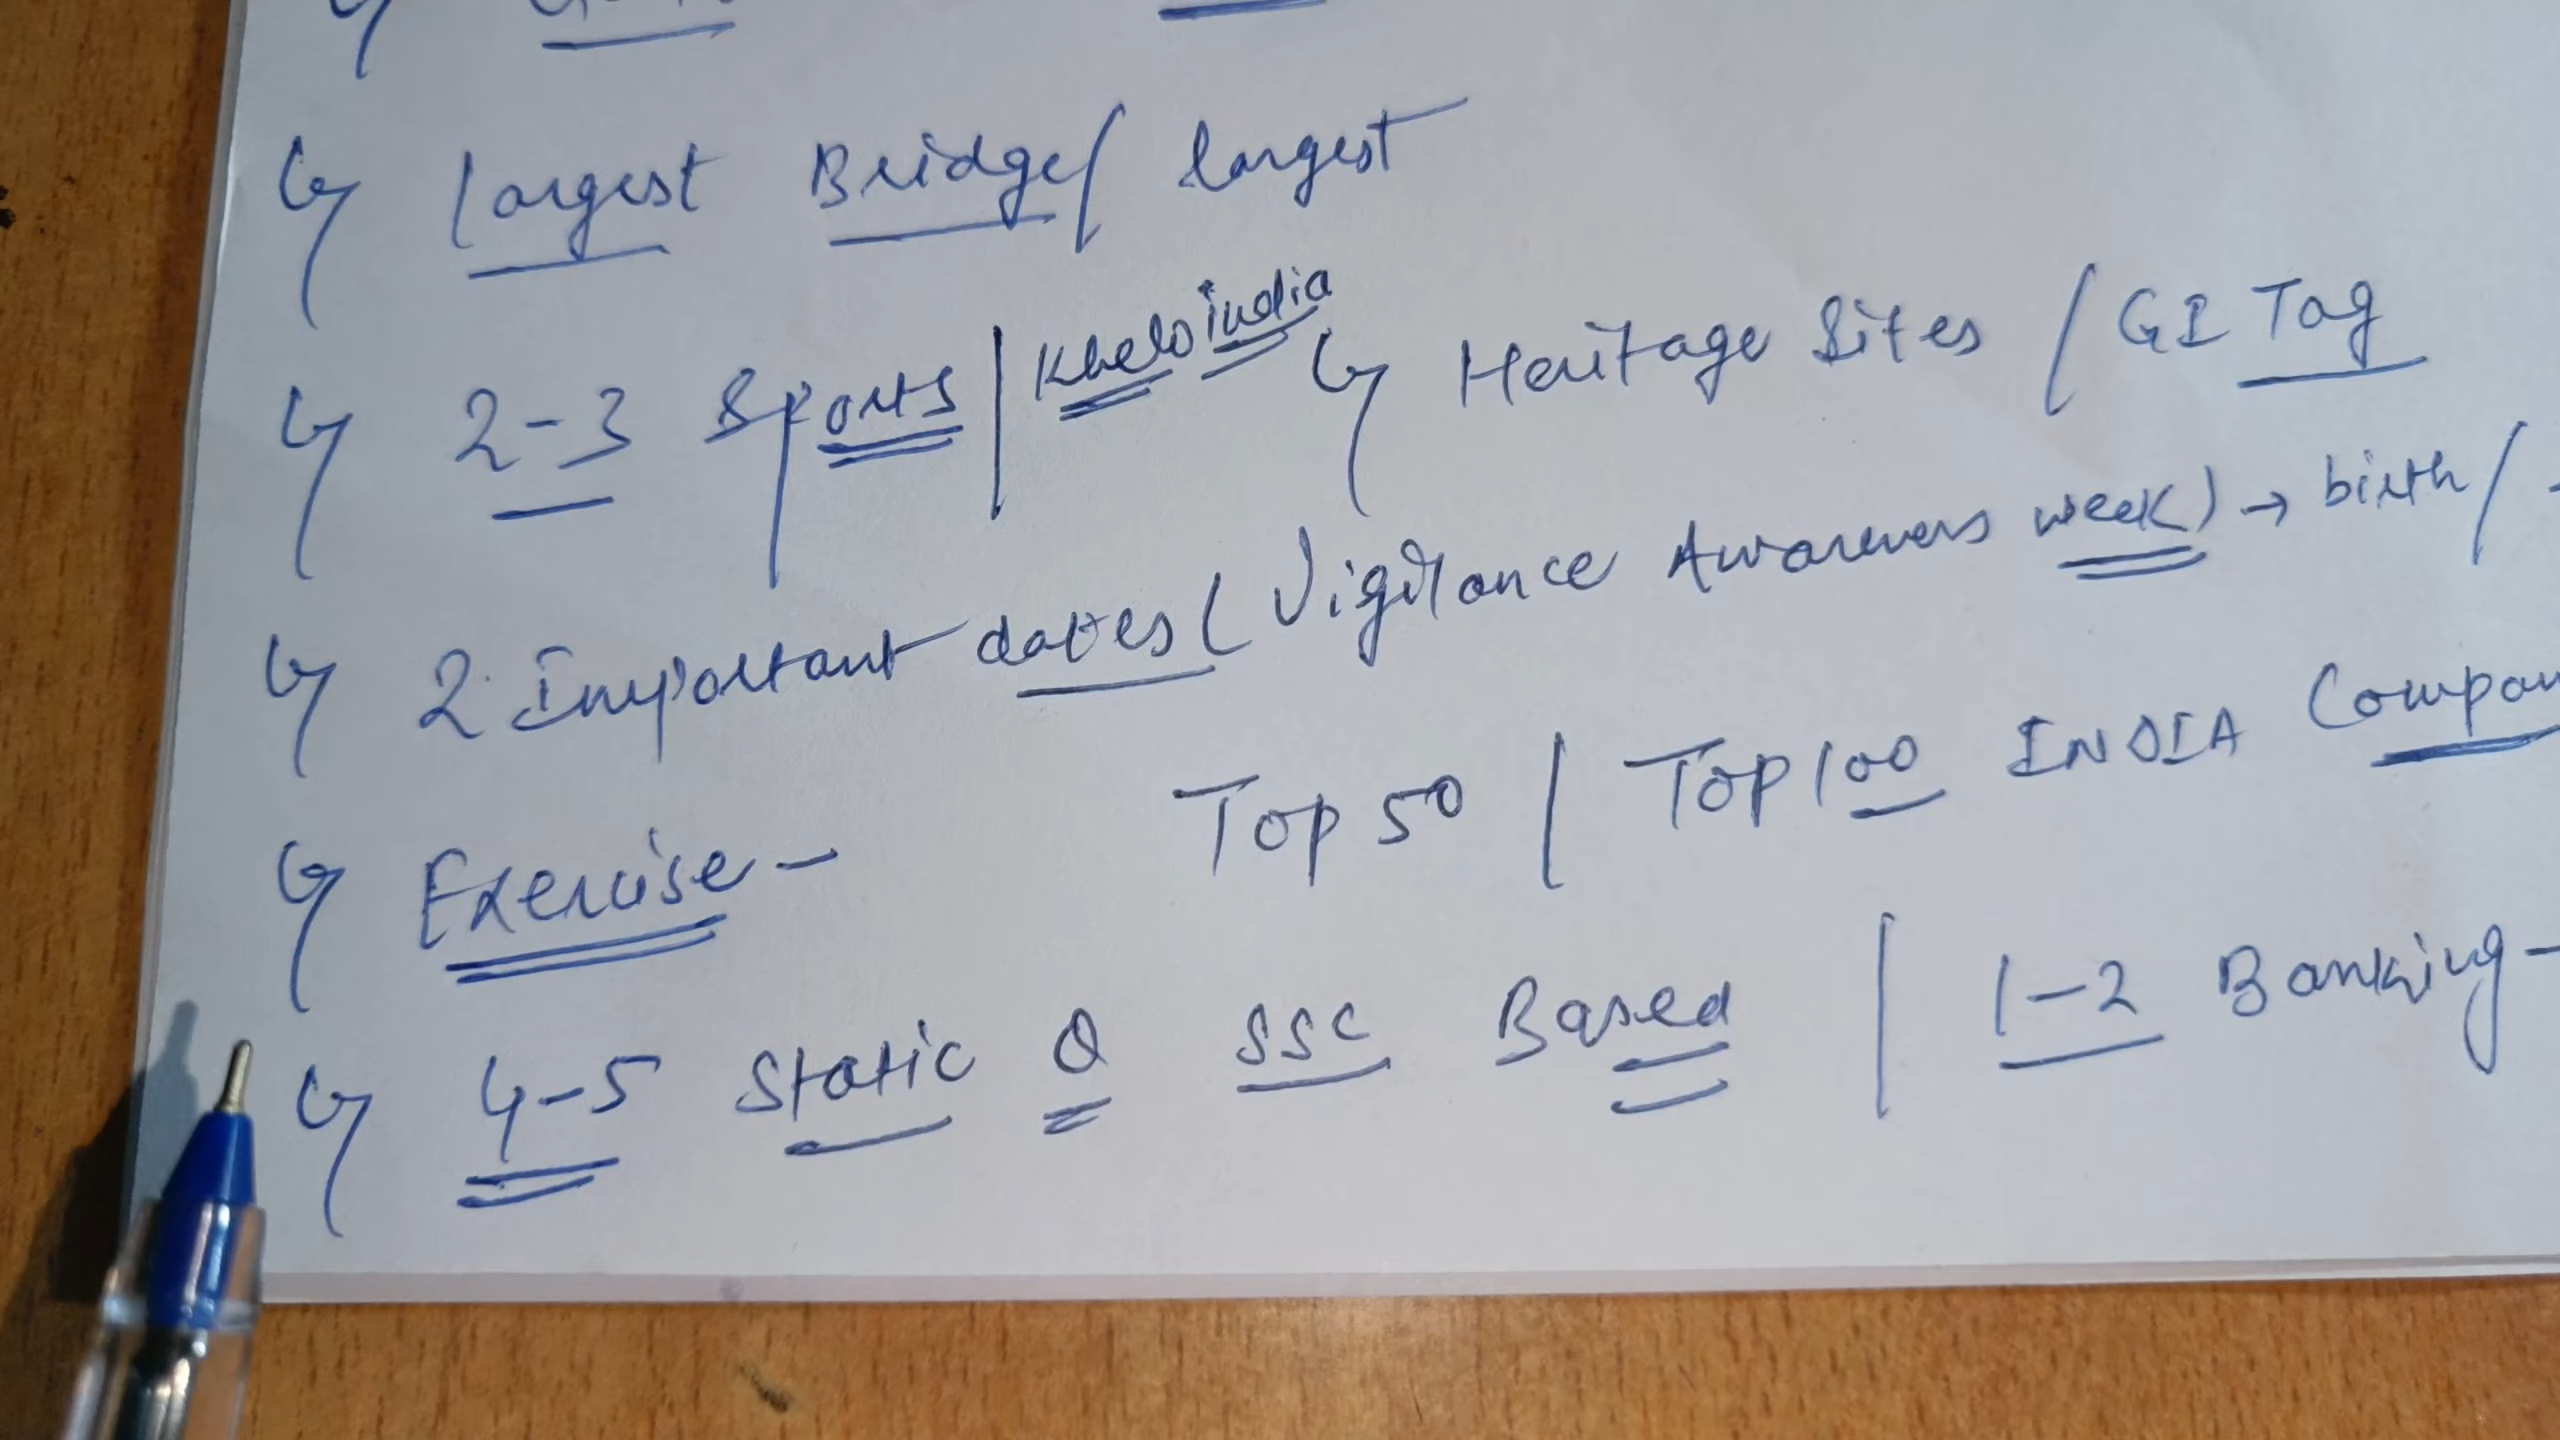 ↳ largest Bridge / largest
↳ 2-3 Sports | Khelo india ↳ Heritage Sites / GI Tag
↳ 2 Important dates ( Vigilance Awareness week) → birth /
Top 50 | Top 100 INDIA
↳ Exercise -
↳ 4-5 Static Q SSC Based | 1-2 Banking -